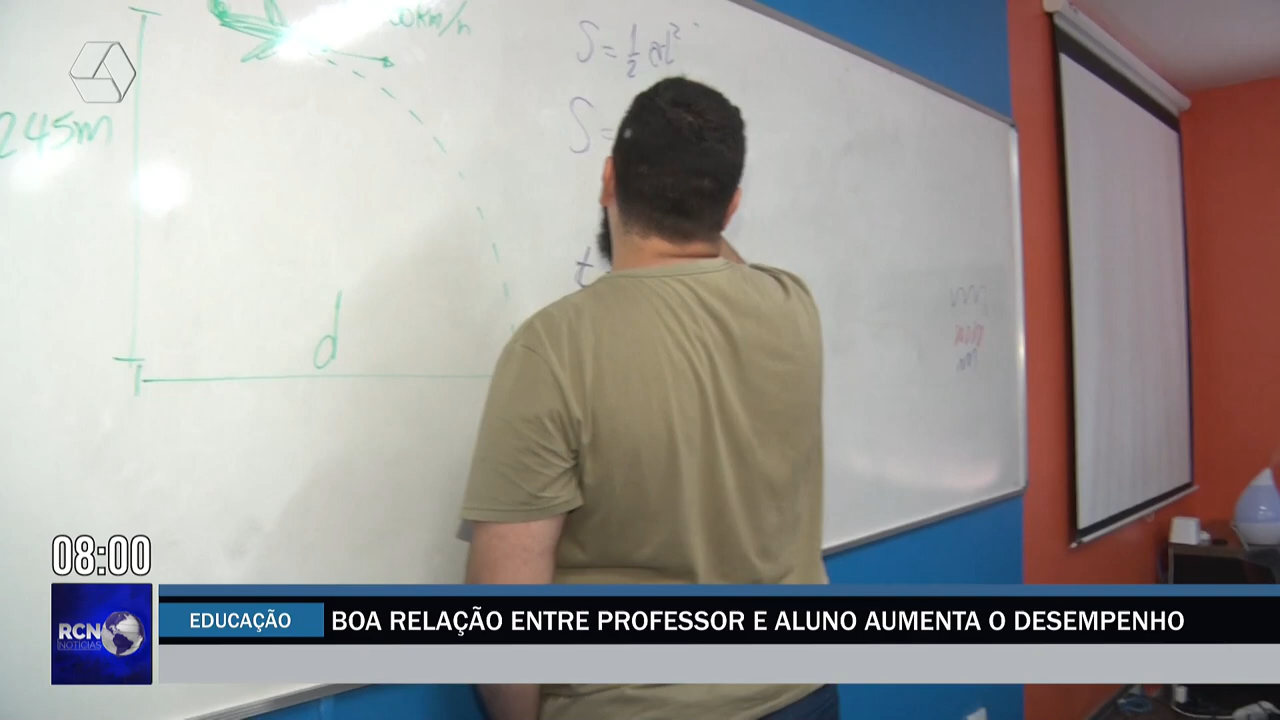 S = 1/2 at²
245m
S =
t
d
08:00
RCN
NOTÍCIAS
EDUCAÇÃO
BOA RELAÇÃO ENTRE PROFESSOR E ALUNO AUMENTA O DESEMPENHO